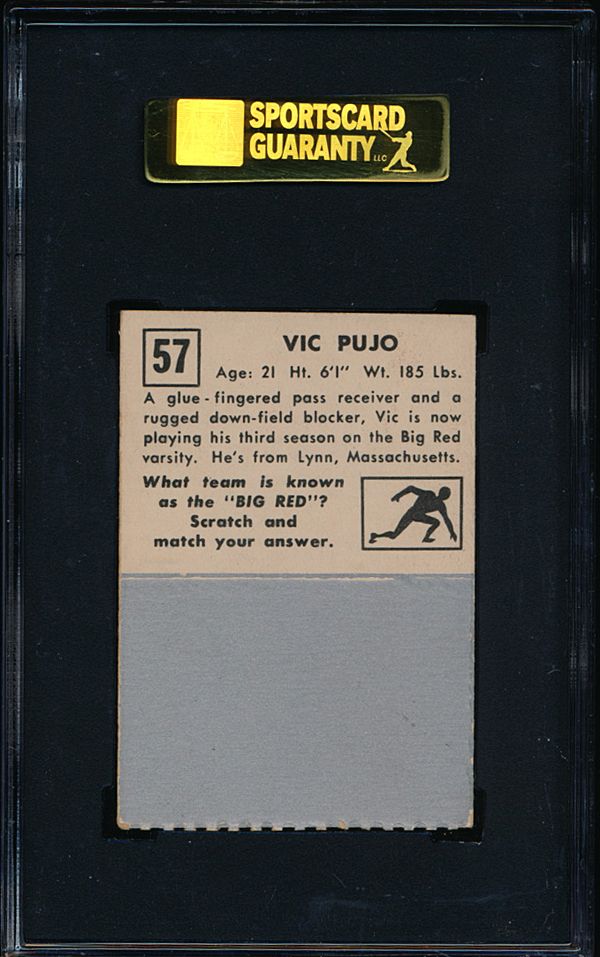 SPORTSCARD
GUARANTY LLC
57
VIC PUJO
Age: 21 Ht. 6'1" Wt. 185 Lbs.
A glue-fingered pass receiver and a
rugged down-field blocker, Vic is now
playing his third season on the Big Red
varsity. He's from Lynn, Massachusetts.
What team is known
as the "BIG RED"?
Scratch and
match your answer.